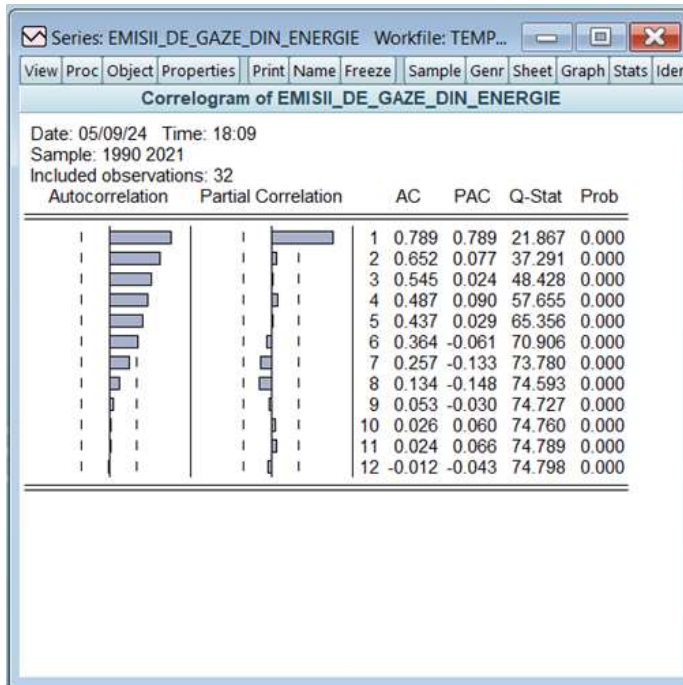 Series: EMISII_DE_GAZE_DIN_ENERGIE Workfile: TEMP...
View Proc Object Properties Print Name Freeze Sample Genr Sheet Graph Stats Iden
Correlogram of EMISII_DE_GAZE_DIN_ENERGIE
Date: 05/09/24 Time: 18:09
Sample: 1990 2021
Included observations: 32
Autocorrelation Partial Correlation AC PAC Q-Stat Prob
1 0.789 0.789 21.867 0.000
2 0.652 0.077 37.291 0.000
3 0.545 0.024 48.428 0.000
4 0.487 0.090 57.655 0.000
5 0.437 0.029 65.356 0.000
6 0.364 -0.061 70.906 0.000
7 0.257 -0.133 73.780 0.000
8 0.134 -0.148 74.593 0.000
9 0.053 -0.030 74.727 0.000
10 0.026 0.060 74.760 0.000
11 0.024 0.066 74.789 0.000
12 -0.012 -0.043 74.798 0.000